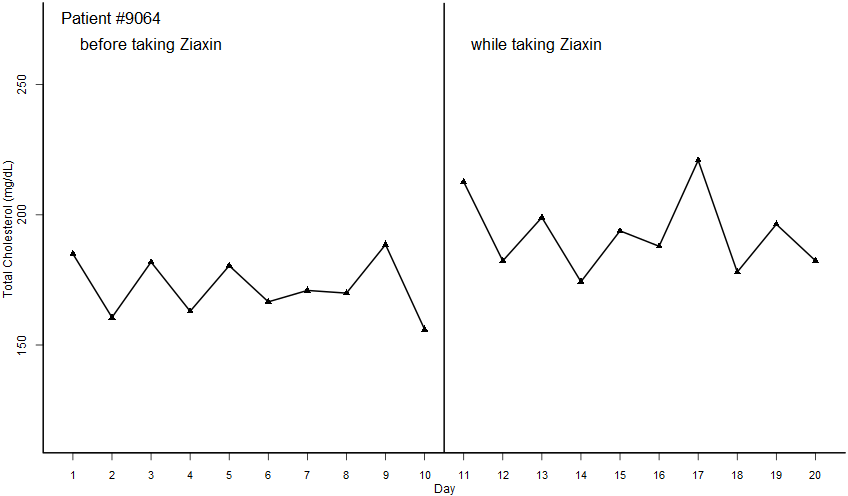 Patient #9064
before taking Ziaxin
while taking Ziaxin
Total Cholesterol (mg/dL)
250
200
150
1 2 3 4 5 6 7 8 9 10 11 12 13 14 15 16 17 18 19 20
Day